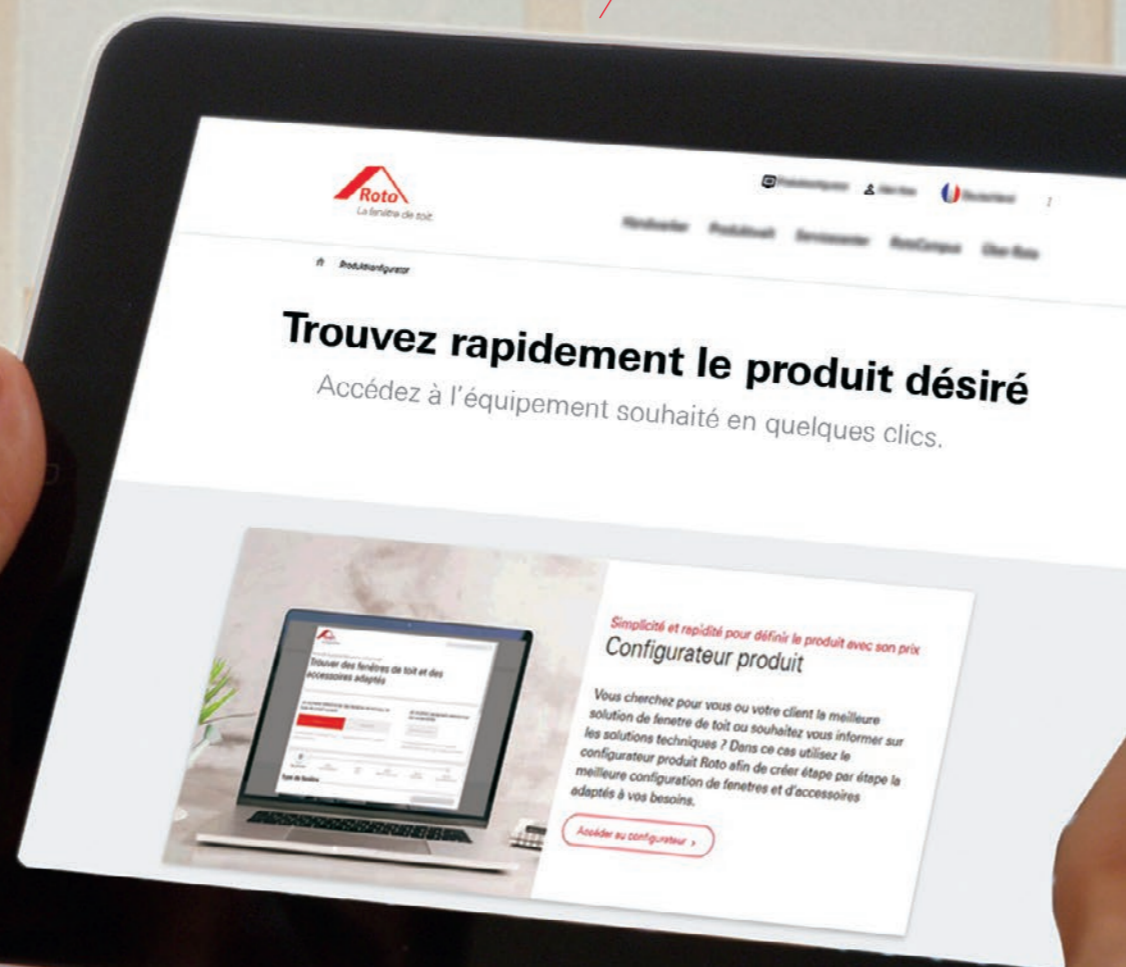 Roto
La fenêtre de toit.
Produktkonfigurator
Trouvez rapidement le produit désiré
Accédez à l'équipement souhaité en quelques clics.
Trouver des fenêtres de toit et des
accessoires adaptés
Type de fenêtre
Simplicité et rapidité pour définir le produit avec son prix
Configurateur produit
Vous cherchez pour vous ou votre client la meilleure
solution de fenetre de toit ou souhaitez vous informer sur
les solutions techniques ? Dans ce cas utilisez le
configurateur produit Roto afin de créer étape par étape la
meilleure configuration de fenetres et d'accessoires
adaptés à vos besoins.
Accéder au configurateur >